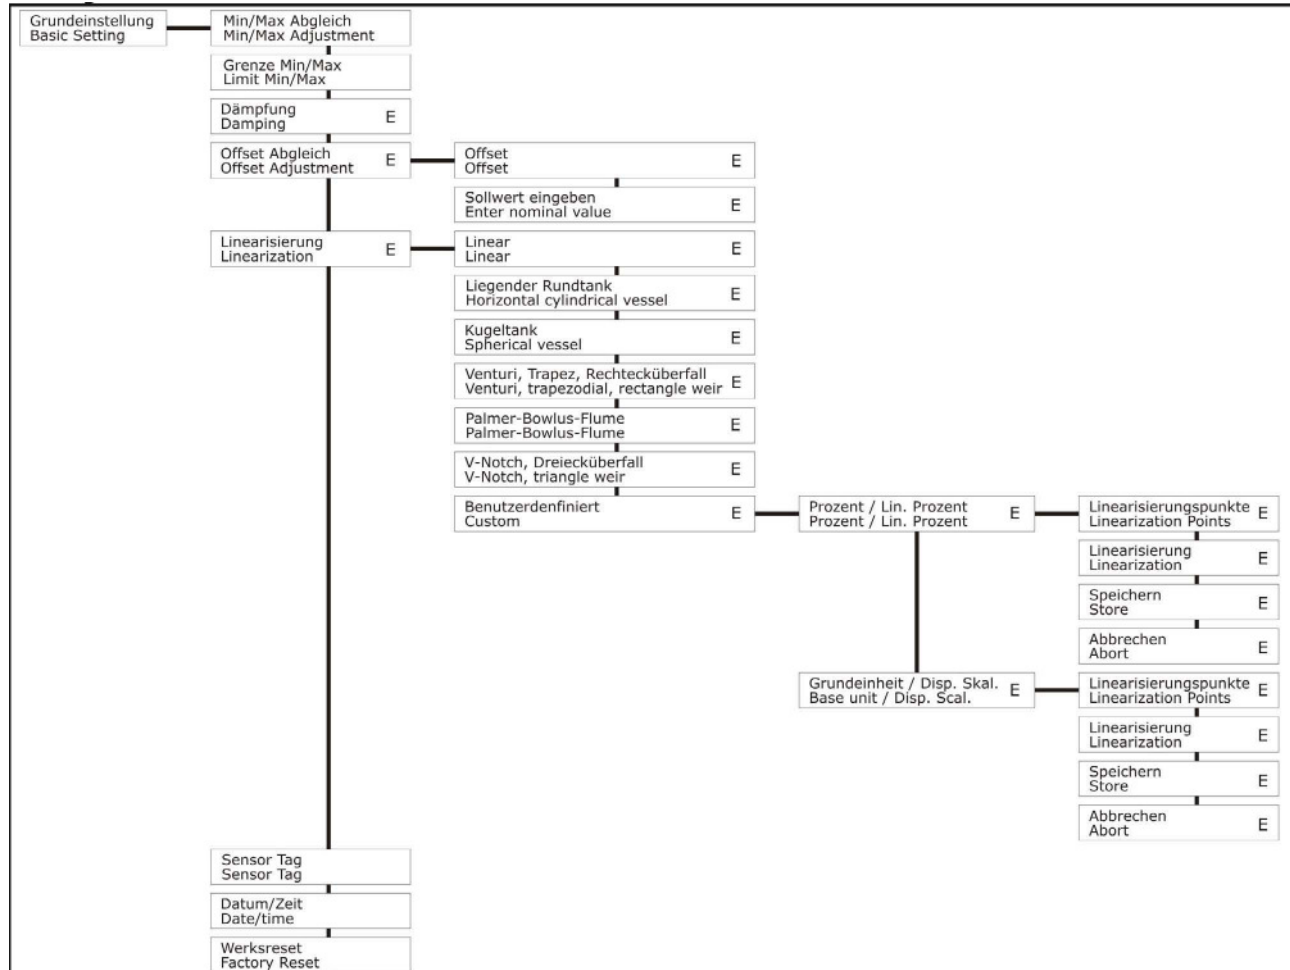 Grundeinstellung
Basic Setting
Min/Max Abgleich
Min/Max Adjustment
Grenze Min/Max
Limit Min/Max
Dämpfung
Damping
E
Offset Abgleich
Offset Adjustment
E
Offset
Offset
E
Sollwert eingeben
Enter nominal value
E
Linearisierung
Linearization
E
Linear
Linear
E
Liegender Rundtank
Horizontal cylindrical vessel
E
Kugeltank
Spherical vessel
E
Venturi, Trapez, Rechtecküberfall
Venturi, trapezodial, rectangle weir
E
Palmer-Bowlus-Flume
Palmer-Bowlus-Flume
E
V-Notch, Dreiecküberfall
V-Notch, triangle weir
E
Benutzerdenfiniert
Custom
E
Prozent / Lin. Prozent
Prozent / Lin. Prozent
E
Linearisierungspunkte
Linearization Points
E
Linearisierung
Linearization
E
Speichern
Store
E
Abbrechen
Abort
E
Grundeinheit / Disp. Skal.
Base unit / Disp. Scal.
E
Linearisierungspunkte
Linearization Points
E
Linearisierung
Linearization
E
Speichern
Store
E
Abbrechen
Abort
E
Sensor Tag
Sensor Tag
Datum/Zeit
Date/time
Werksreset
Factory Reset